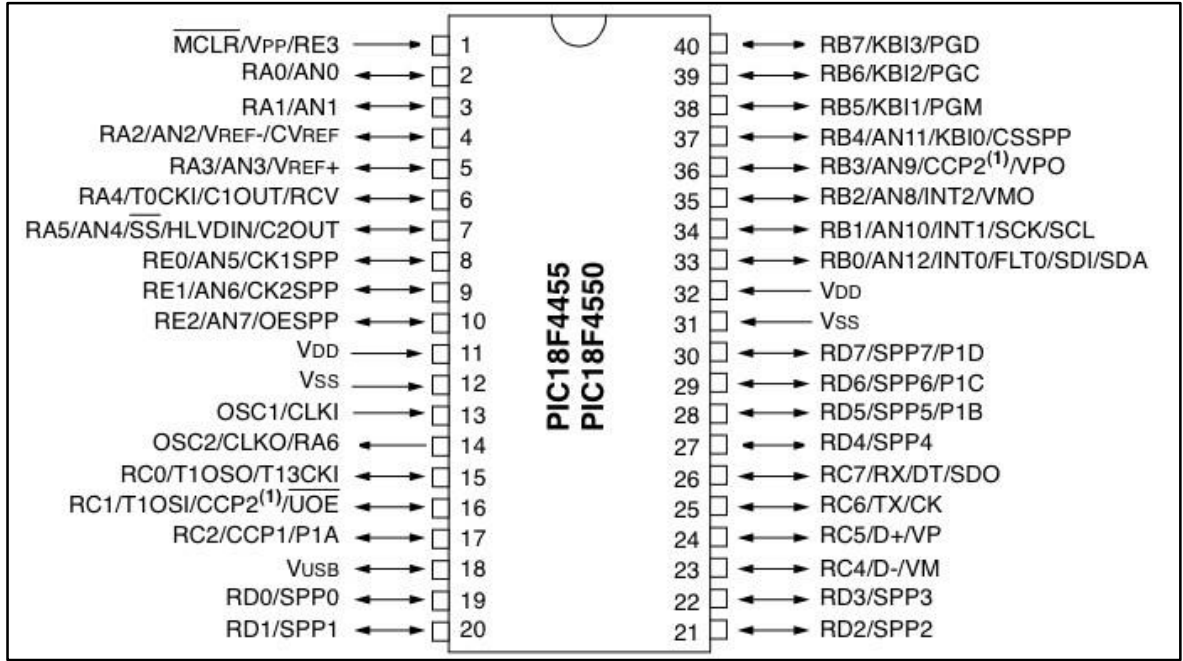 MCLR/VPP/RE3 1 40 RB7/KBI3/PGD
RA0/AN0 2 39 RB6/KBI2/PGC
RA1/AN1 3 38 RB5/KBI1/PGM
RA2/AN2/VREF-/CVREF 4 37 RB4/AN11/KBI0/CSSPP
RA3/AN3/VREF+ 5 36 RB3/AN9/CCP2(1)/VPO
RA4/T0CKI/C1OUT/RCV 6 35 RB2/AN8/INT2/VMO
RA5/AN4/SS/HLVDIN/C2OUT 7 34 RB1/AN10/INT1/SCK/SCL
RE0/AN5/CK1SPP 8 33 RB0/AN12/INT0/FLT0/SDI/SDA
RE1/AN6/CK2SPP 9 32 VDD
RE2/AN7/OESPP 10 31 VSS
VDD 11 30 RD7/SPP7/P1D
VSS 12 29 RD6/SPP6/P1C
OSC1/CLKI 13 28 RD5/SPP5/P1B
OSC2/CLKO/RA6 14 27 RD4/SPP4
RC0/T1OSO/T13CKI 15 26 RC7/RX/DT/SDO
RC1/T1OSI/CCP2(1)/UOE 16 25 RC6/TX/CK
RC2/CCP1/P1A 17 24 RC5/D+/VP
VUSB 18 23 RC4/D-/VM
RD0/SPP0 19 22 RD3/SPP3
RD1/SPP1 20 21 RD2/SPP2
PIC18F4455
PIC18F4550